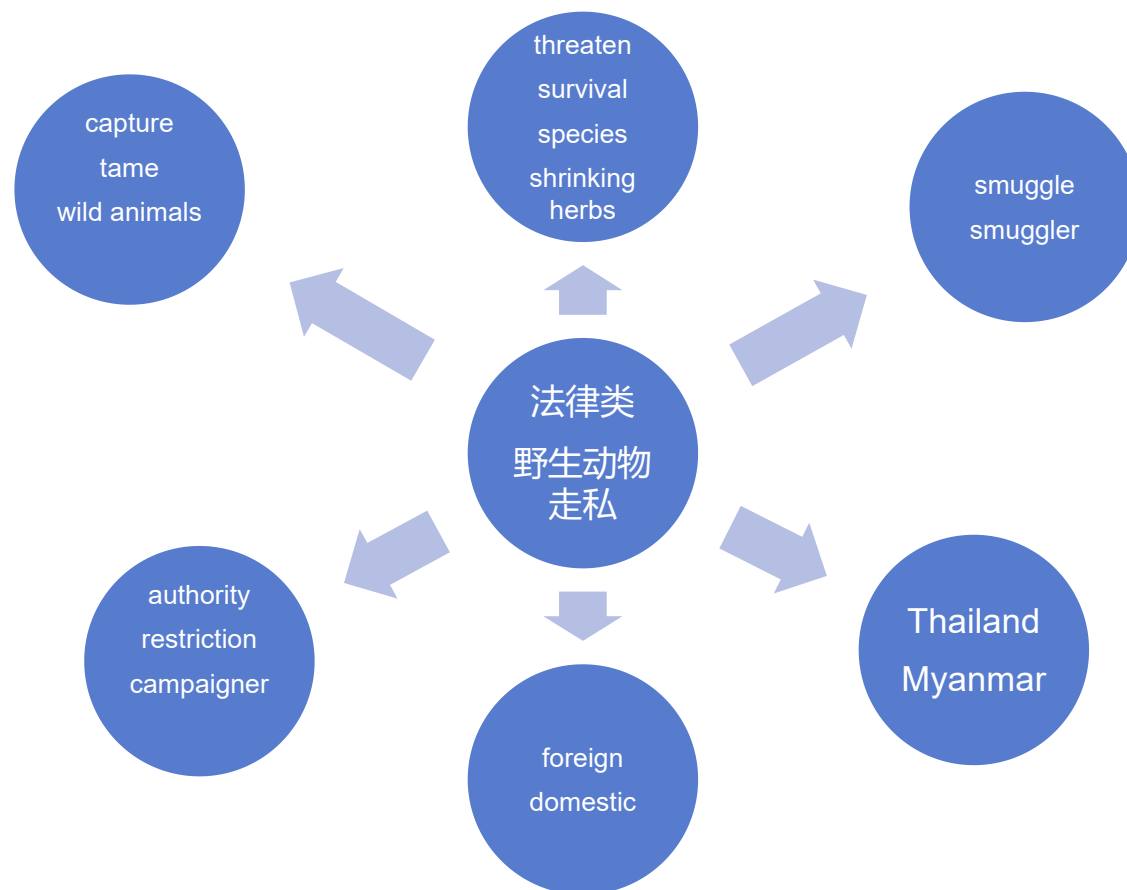 threaten
survival
species
shrinking
herbs
capture
tame
wild animals
smuggle
smuggler
法律类
野生动物
走私
authority
restriction
campaigner
Thailand
Myanmar
foreign
domestic